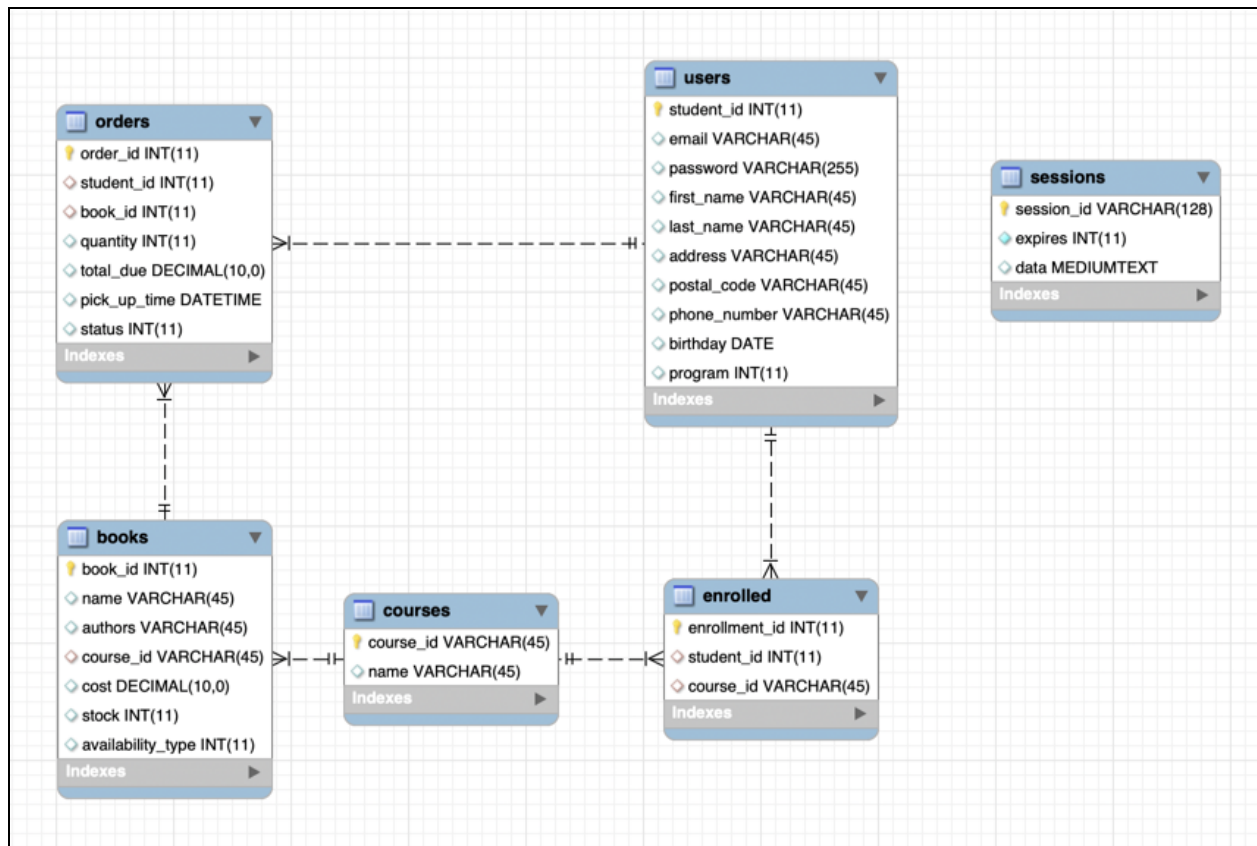 orders
order_id INT(11)
student_id INT(11)
book_id INT(11)
quantity INT(11)
total_due DECIMAL(10,0)
pick_up_time DATETIME
status INT(11)
Indexes
users
student_id INT(11)
email VARCHAR(45)
password VARCHAR(255)
first_name VARCHAR(45)
last_name VARCHAR(45)
address VARCHAR(45)
postal_code VARCHAR(45)
phone_number VARCHAR(45)
birthday DATE
program INT(11)
Indexes
sessions
session_id VARCHAR(128)
expires INT(11)
data MEDIUMTEXT
Indexes
books
book_id INT(11)
name VARCHAR(45)
authors VARCHAR(45)
course_id VARCHAR(45)
cost DECIMAL(10,0)
stock INT(11)
availability_type INT(11)
Indexes
courses
course_id VARCHAR(45)
name VARCHAR(45)
Indexes
enrolled
enrollment_id INT(11)
student_id INT(11)
course_id VARCHAR(45)
Indexes